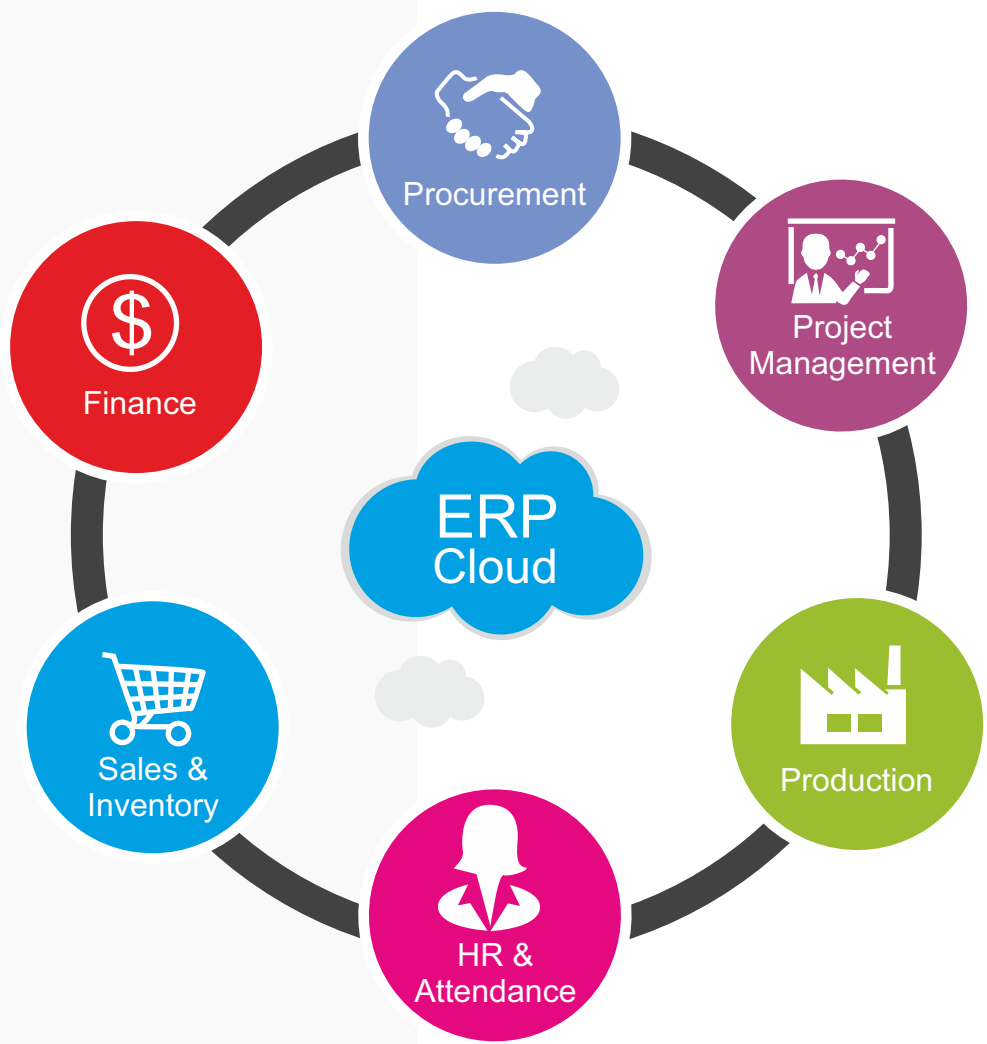 Procurement
Project
Management
$
Finance
ERP
Cloud
Sales &
Inventory
Production
HR &
Attendance